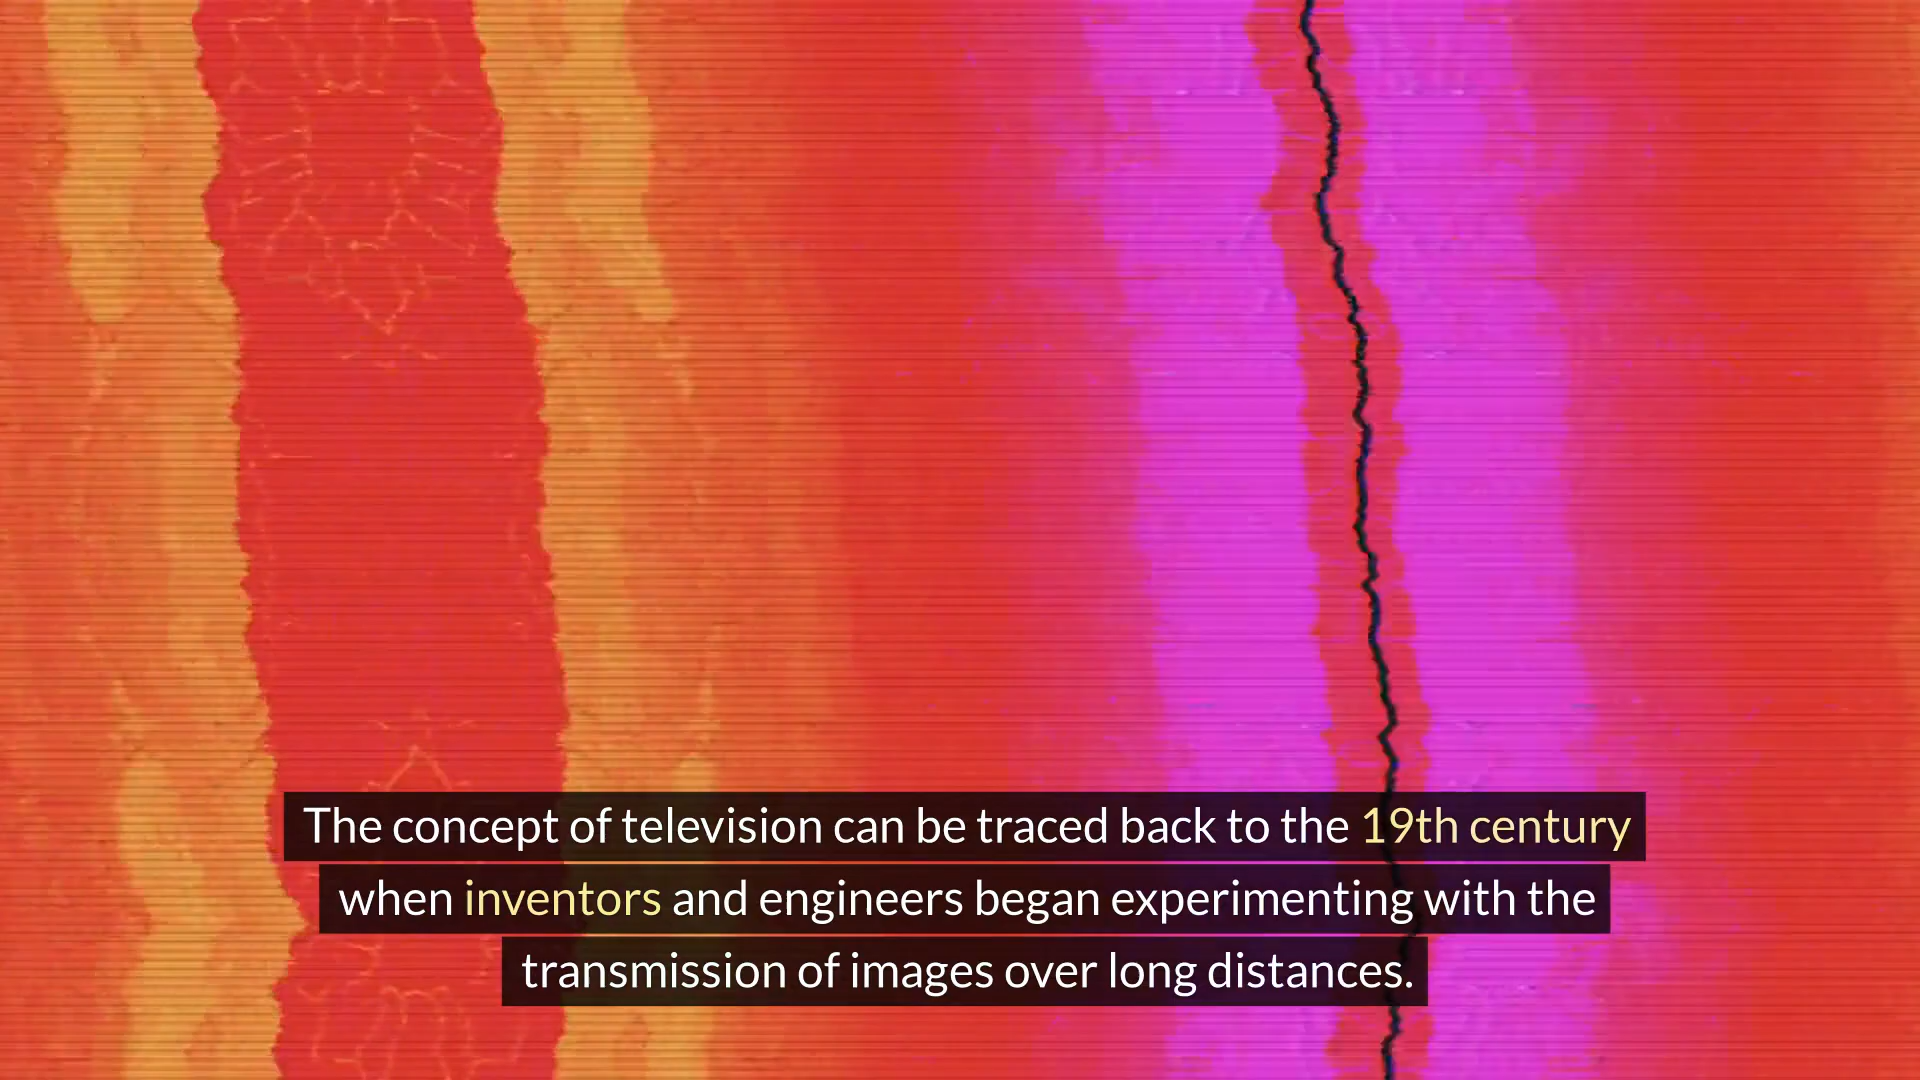 The concept of television can be traced back to the 19th century
when inventors and engineers began experimenting with the
transmission of images over long distances.